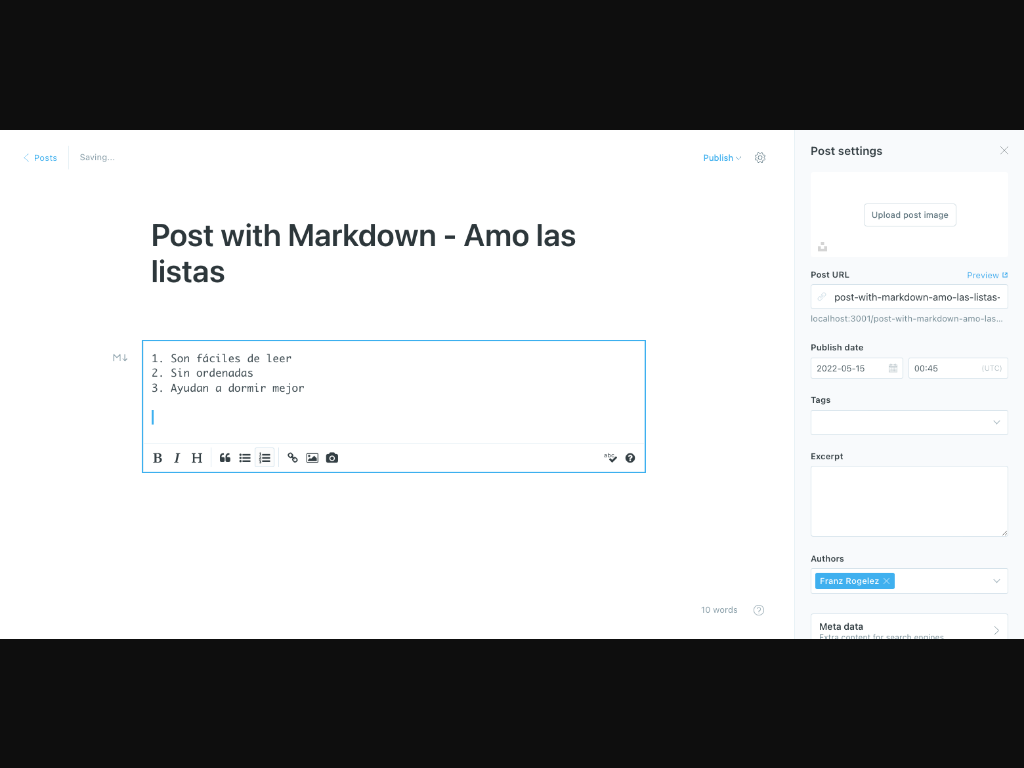 Posts
Saving...
Publish
Post with Markdown - Amo las
listas
M
1. Son fáciles de leer
2. Sin ordenadas
3. Ayudan a dormir mejor
B I H
abc
10 words
Post settings
Upload post image
Post URL
Preview
post-with-markdown-amo-las-listas-
localhost:3001/post-with-markdown-amo-las...
Publish date
2022-05-15
00:45
(UTC)
Tags
Excerpt
Authors
Franz Rogelez
Meta data
Extra content for search engines